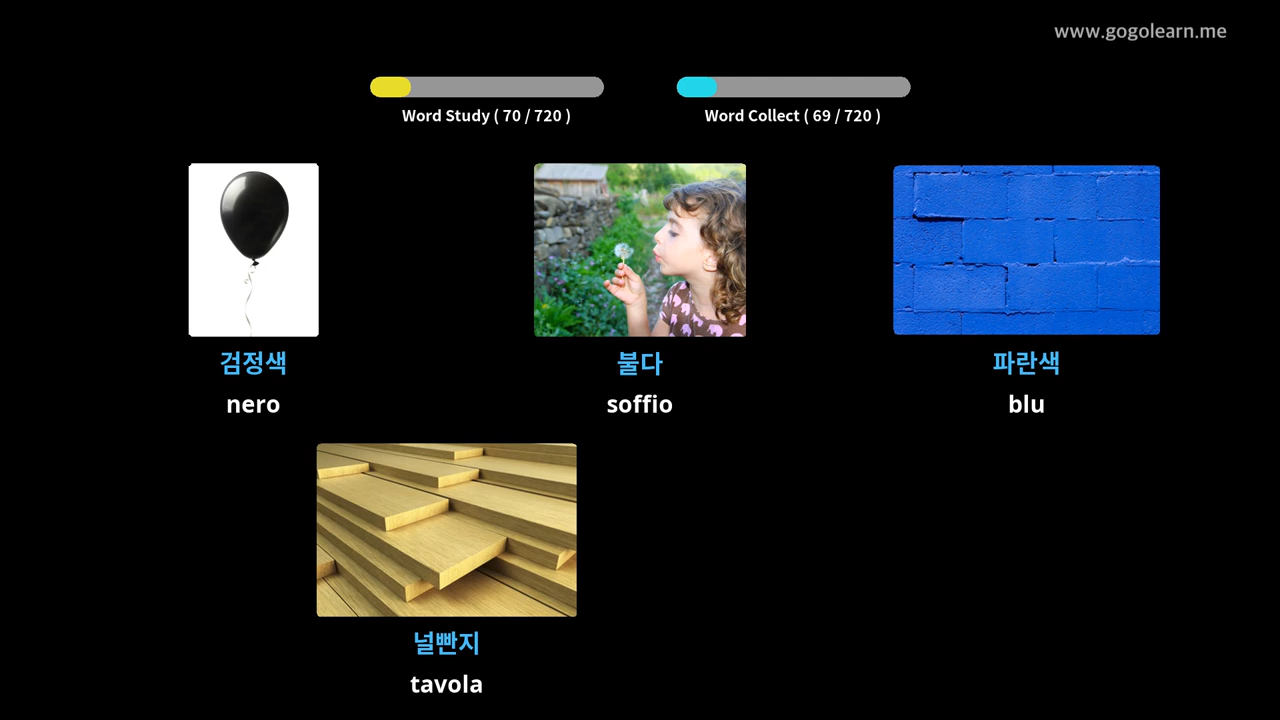 www.gogolearn.me
Word Study ( 70 / 720 )
Word Collect ( 69 / 720 )
검정색
nero
불다
soffio
파란색
blu
널빤지
tavola